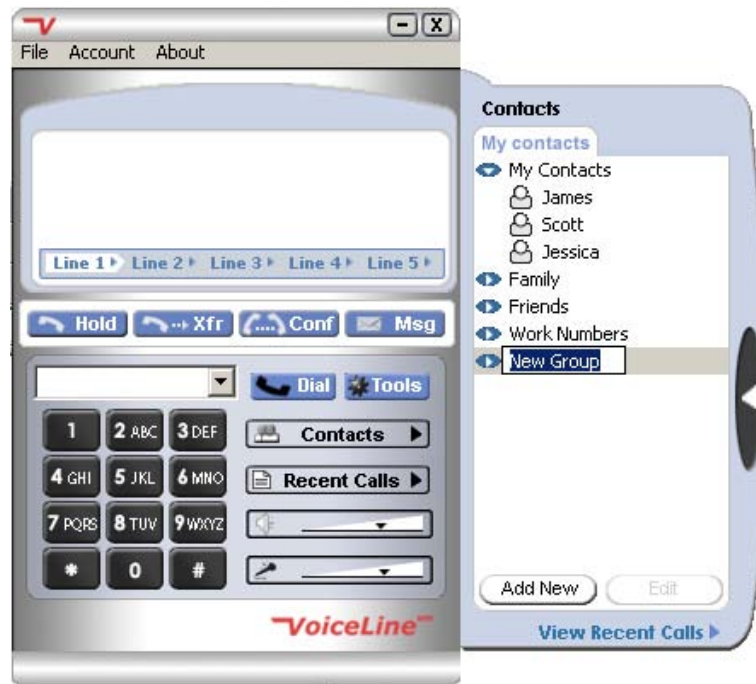 File Account About
Line 1 Line 2 Line 3 Line 4 Line 5
Hold Xfr Conf Msg
Dial Tools
1 2 ABC 3 DEF
Contacts
4 GHI 5 JKL 6 MNO
Recent Calls
7 PQRS 8 TUV 9 WXYZ
* 0 #
VoiceLine
Contacts
My contacts
My Contacts
James
Scott
Jessica
Family
Friends
Work Numbers
New Group
Add New Edit
View Recent Calls